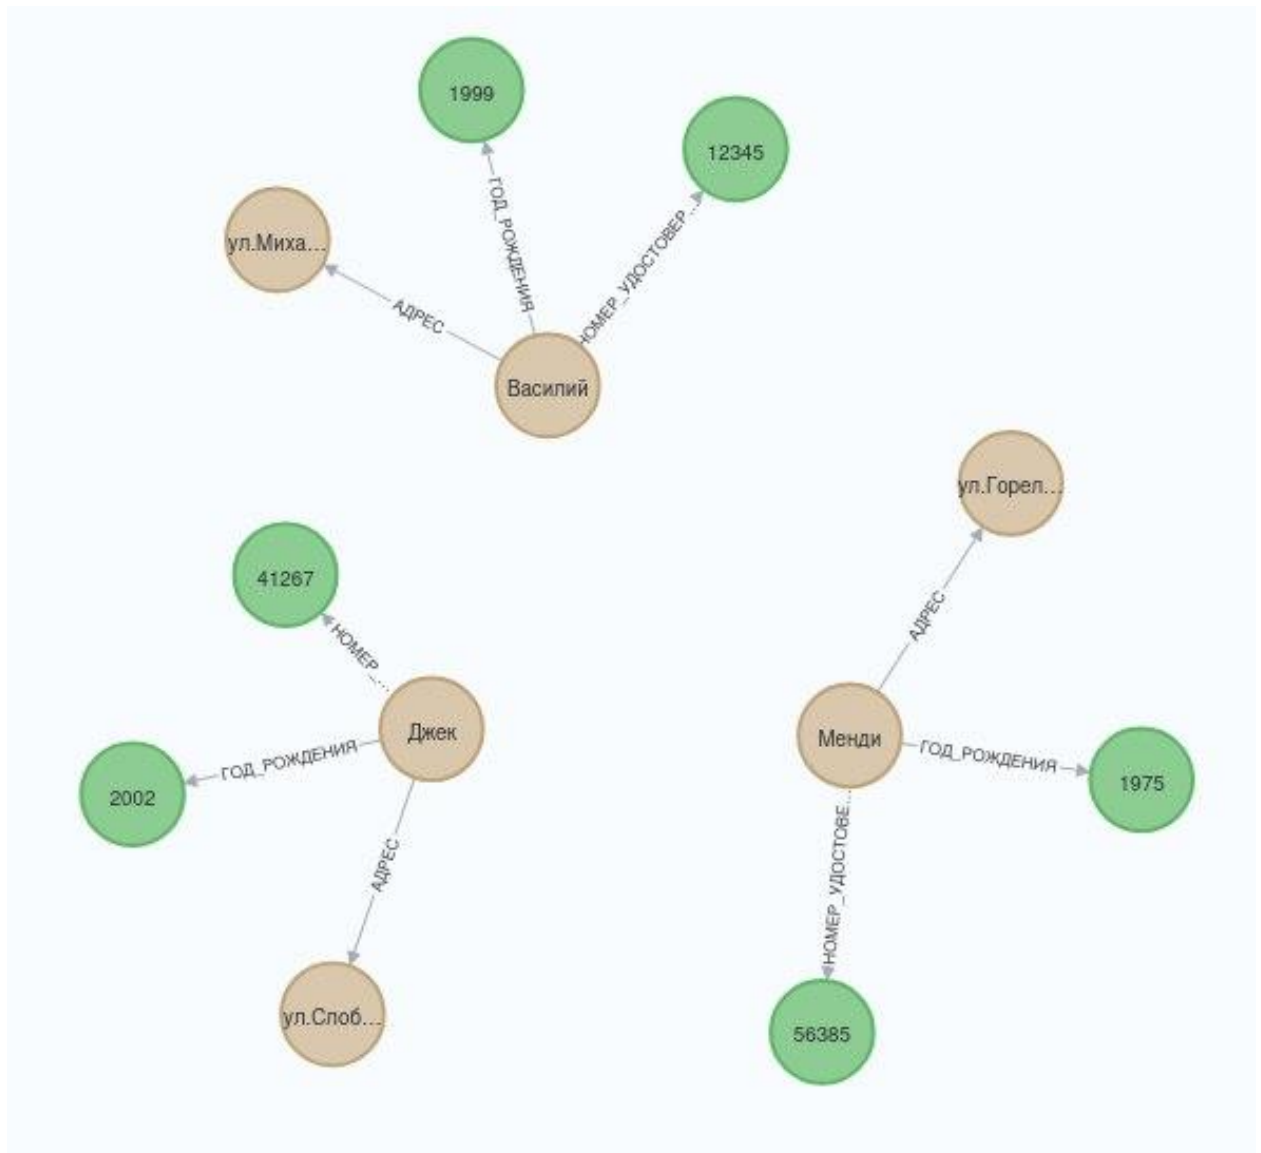 1999
12345
ГОД_РОЖДЕНИЯ
НОМЕР_УДОСТОВЕР...
ул.Миха...
АДРЕС
Василий
ул.Горел...
41267
АДРЕС
НОМЕР_...
Джек
Менди
ГОД_РОЖДЕНИЯ
ГОД_РОЖДЕНИЯ
1975
2002
АДРЕС
НОМЕР_УДОСТОВЕ...
ул.Слоб...
56385